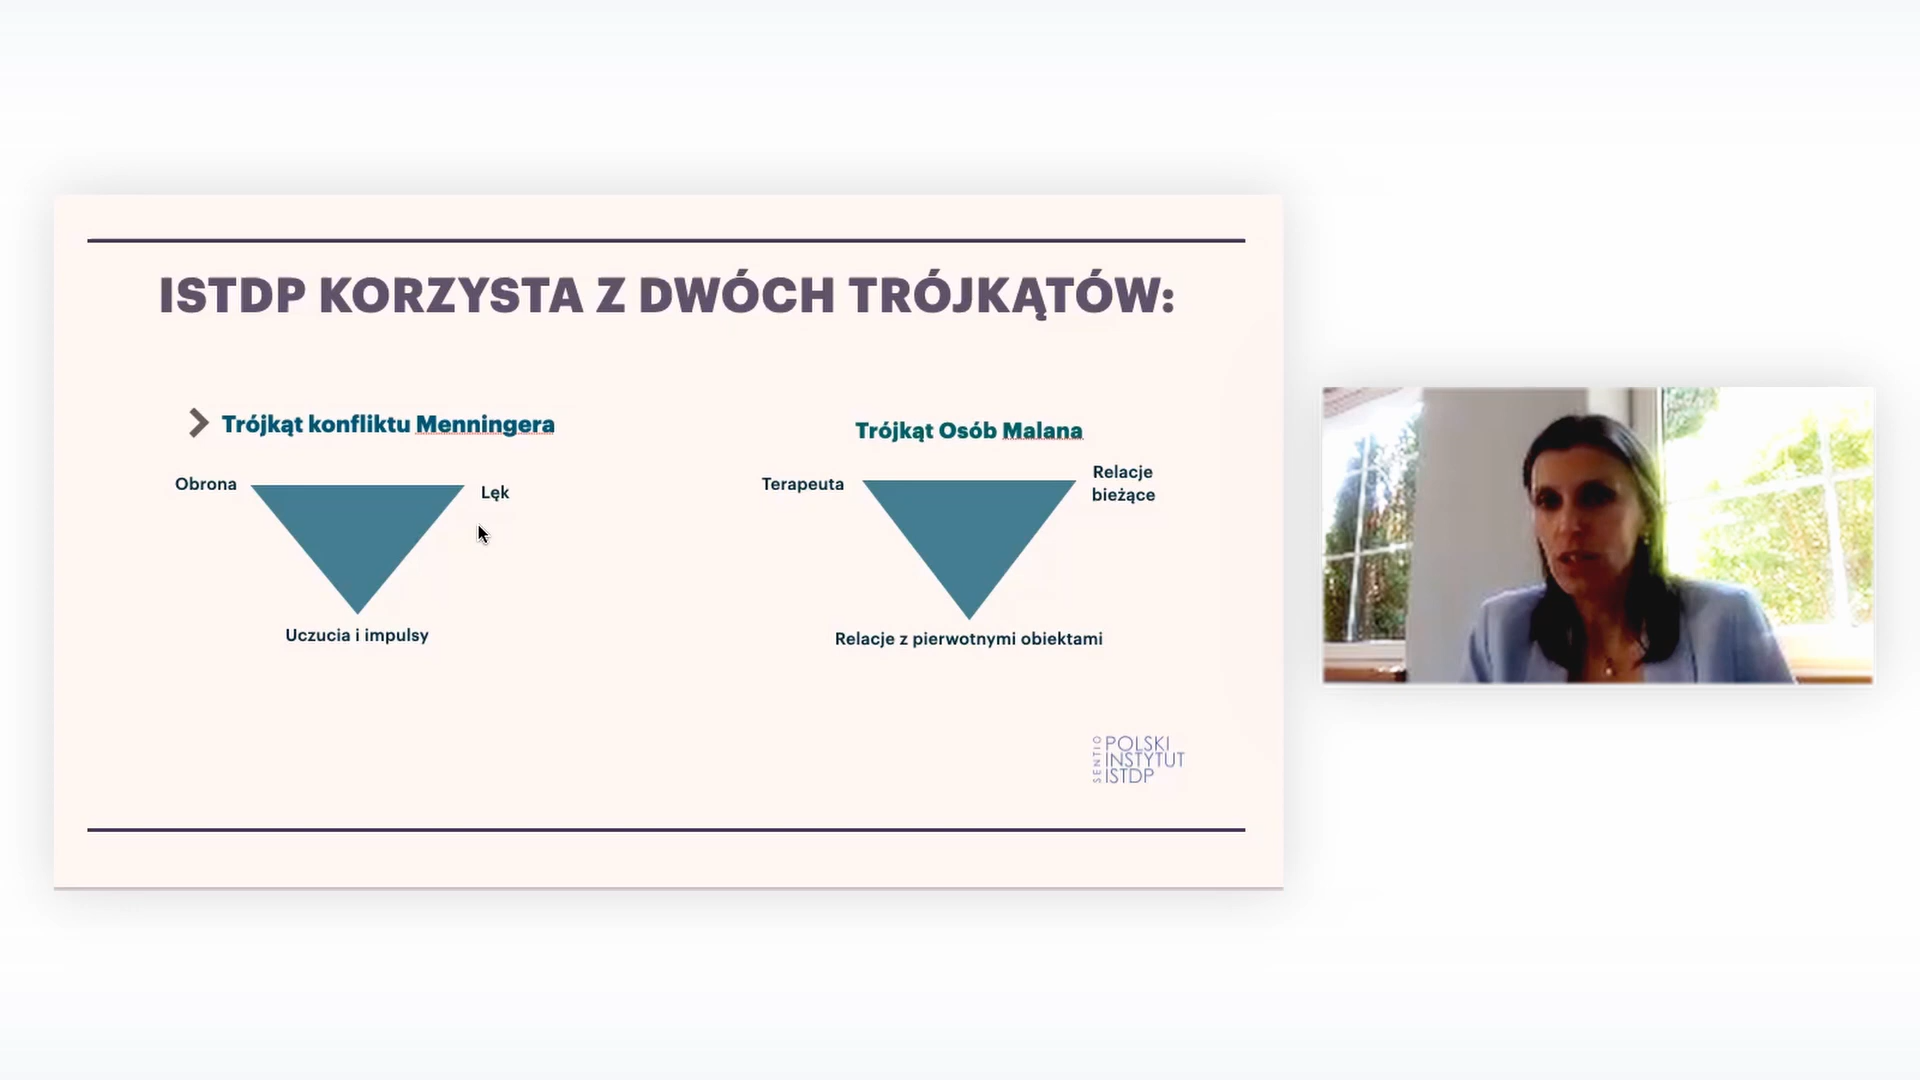 ISTDP KORZYSTA Z DWÓCH TRÓJKĄTÓW:
Trójkąt konfliktu Menningera
Obrona
Lęk
Uczucia i impulsy
Trójkąt Osób Malana
Terapeuta
Relacje
bieżące
Relacje z pierwotnymi obiektami
SENTIO
POLSKI
INSTYTUT
ISTDP